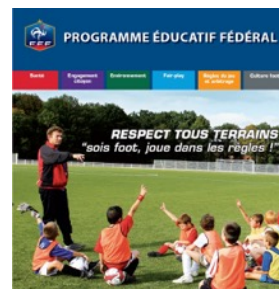 FFF
PROGRAMME ÉDUCATIF FÉDÉRAL
Santé
Engagement citoyen
Environnement
Fair-play
Règles du jeu et arbitrage
Culture foot
RESPECT TOUS TERRAINS
"sois foot, joue dans les règles !"